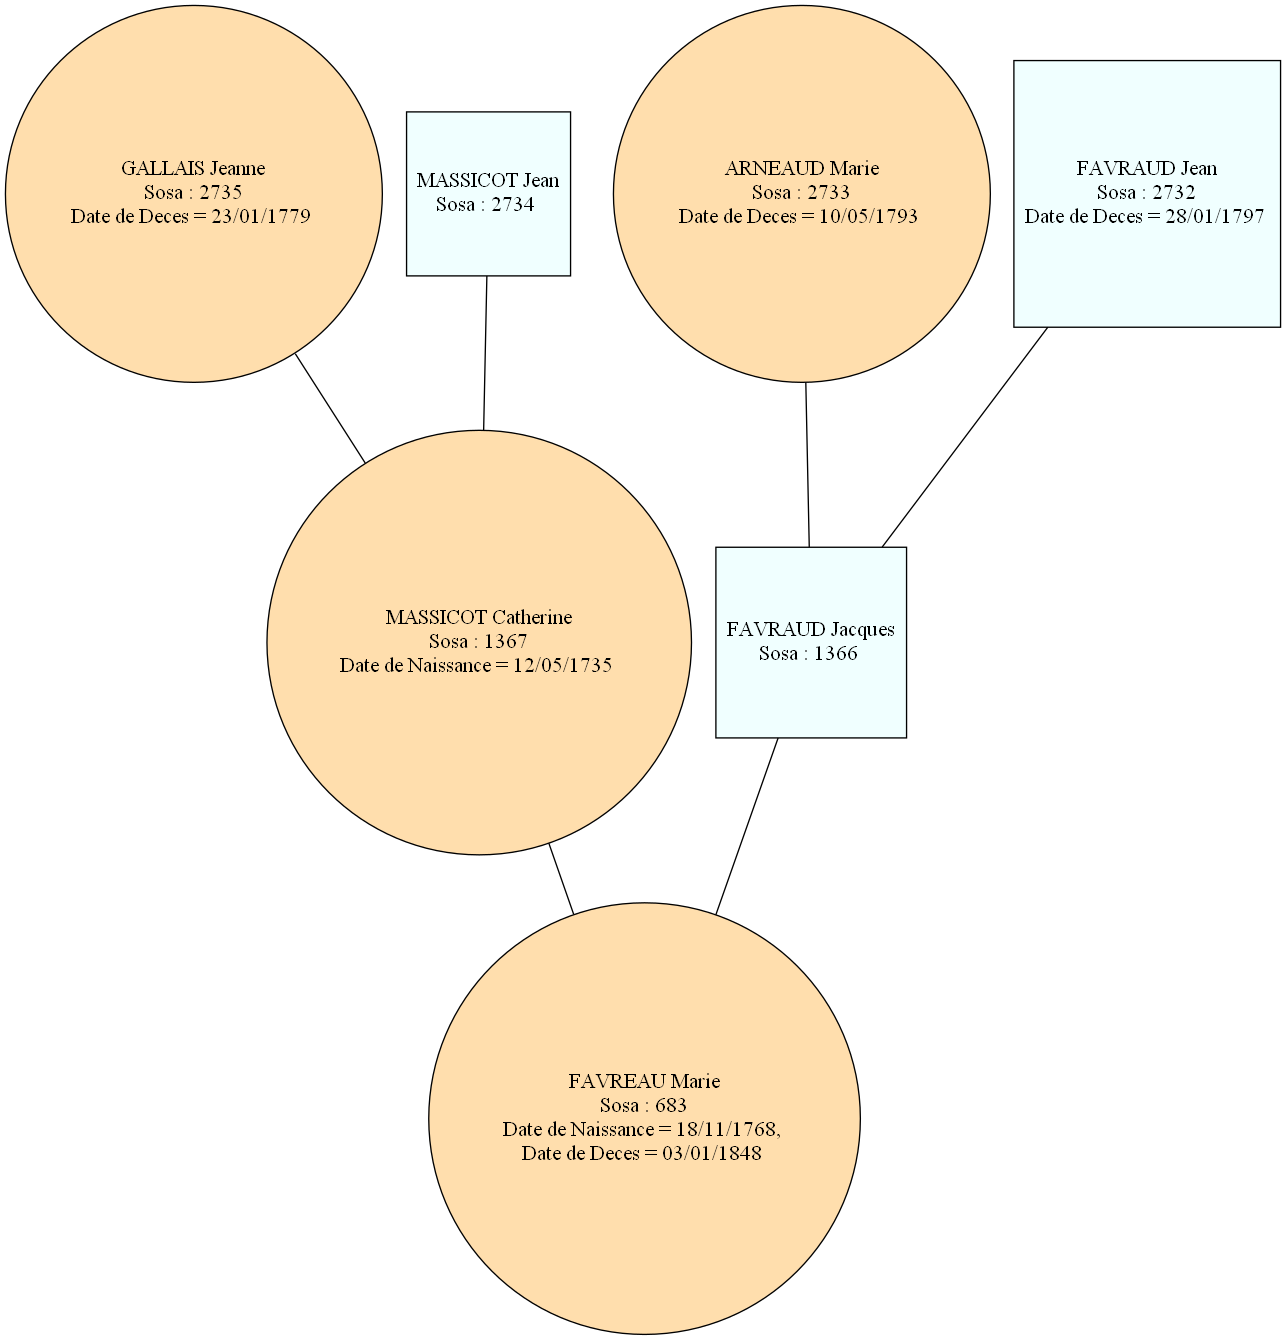 GALLAIS Jeanne
Sosa : 2735
Date de Deces = 23/01/1779
MASSICOT Jean
Sosa : 2734
ARNEAUD Marie
Sosa : 2733
Date de Deces = 10/05/1793
FAVRAUD Jean
Sosa : 2732
Date de Deces = 28/01/1797
MASSICOT Catherine
Sosa : 1367
Date de Naissance = 12/05/1735
FAVRAUD Jacques
Sosa : 1366
FAVREAU Marie
Sosa : 683
Date de Naissance = 18/11/1768,
Date de Deces = 03/01/1848